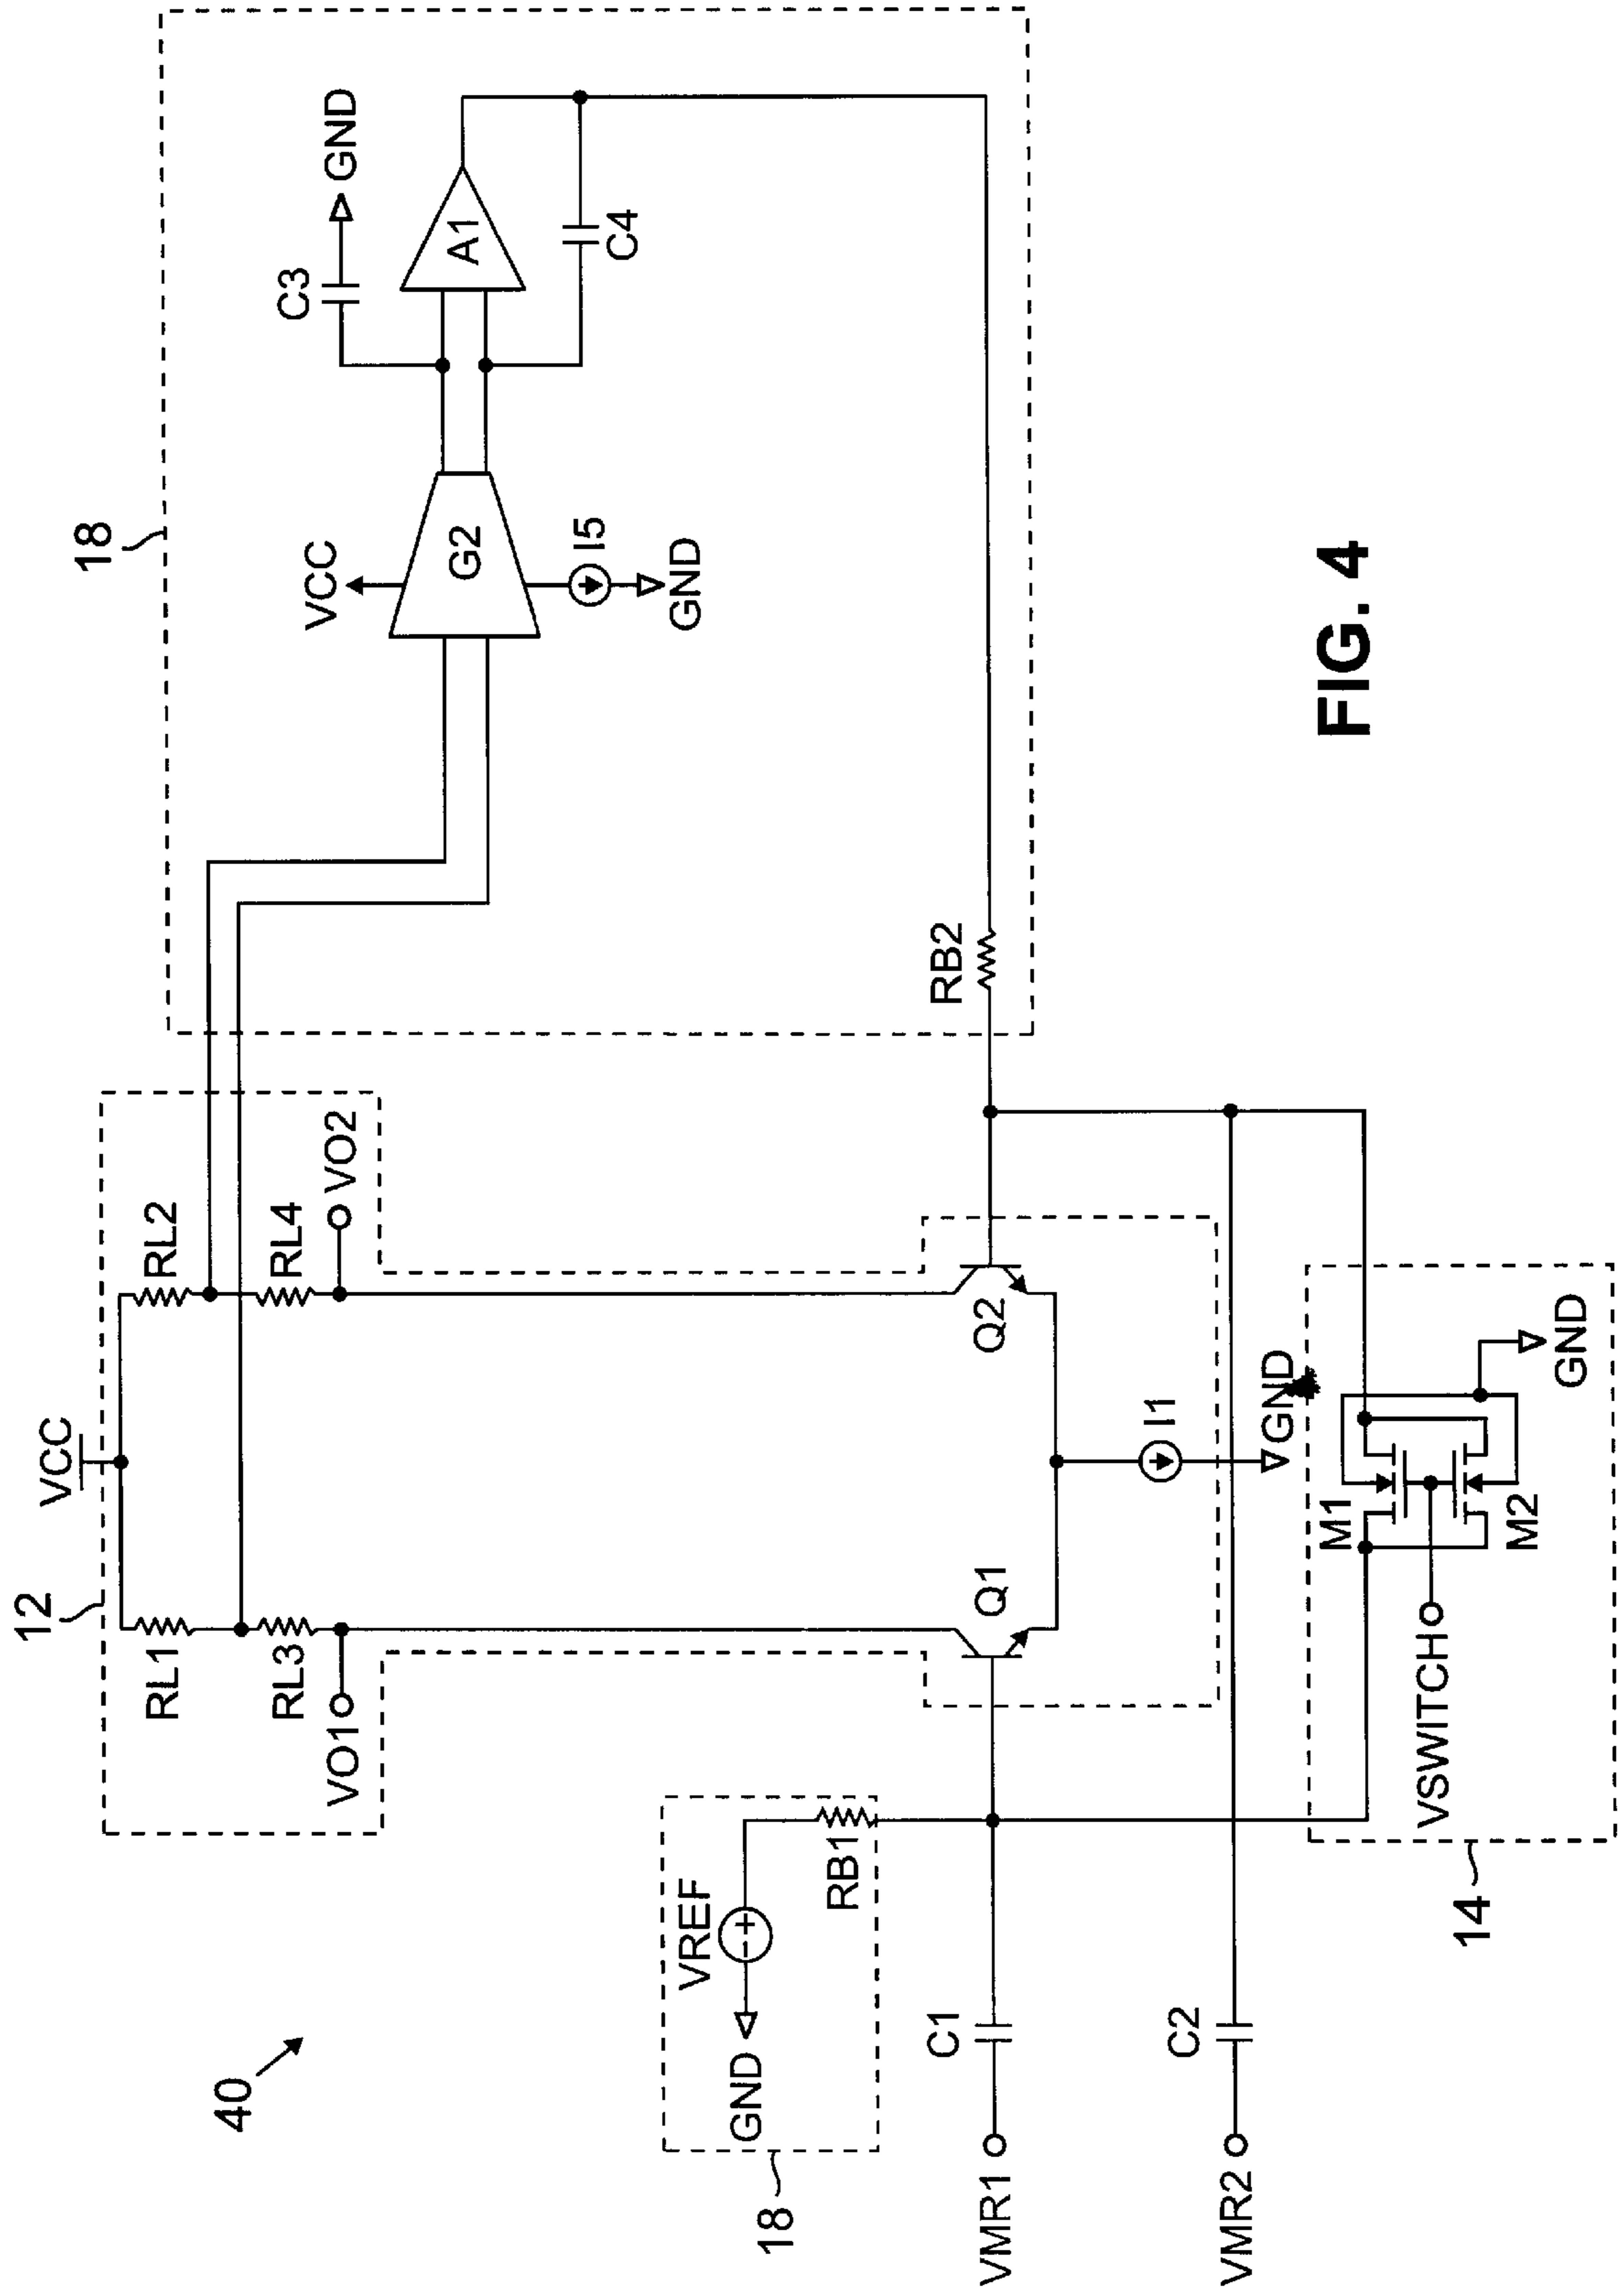 40
12
18
VCC
RL1
RL2
RL3
RL4
VO1
VO2
VCC
G2
I5
GND
C3
GND
A1
C4
18
VREF
GND
RB1
RB2
Q1
Q2
I1
GND
C1
VMR1
C2
VMR2
M1
M2
GND
VSWITCH
14
FIG. 4